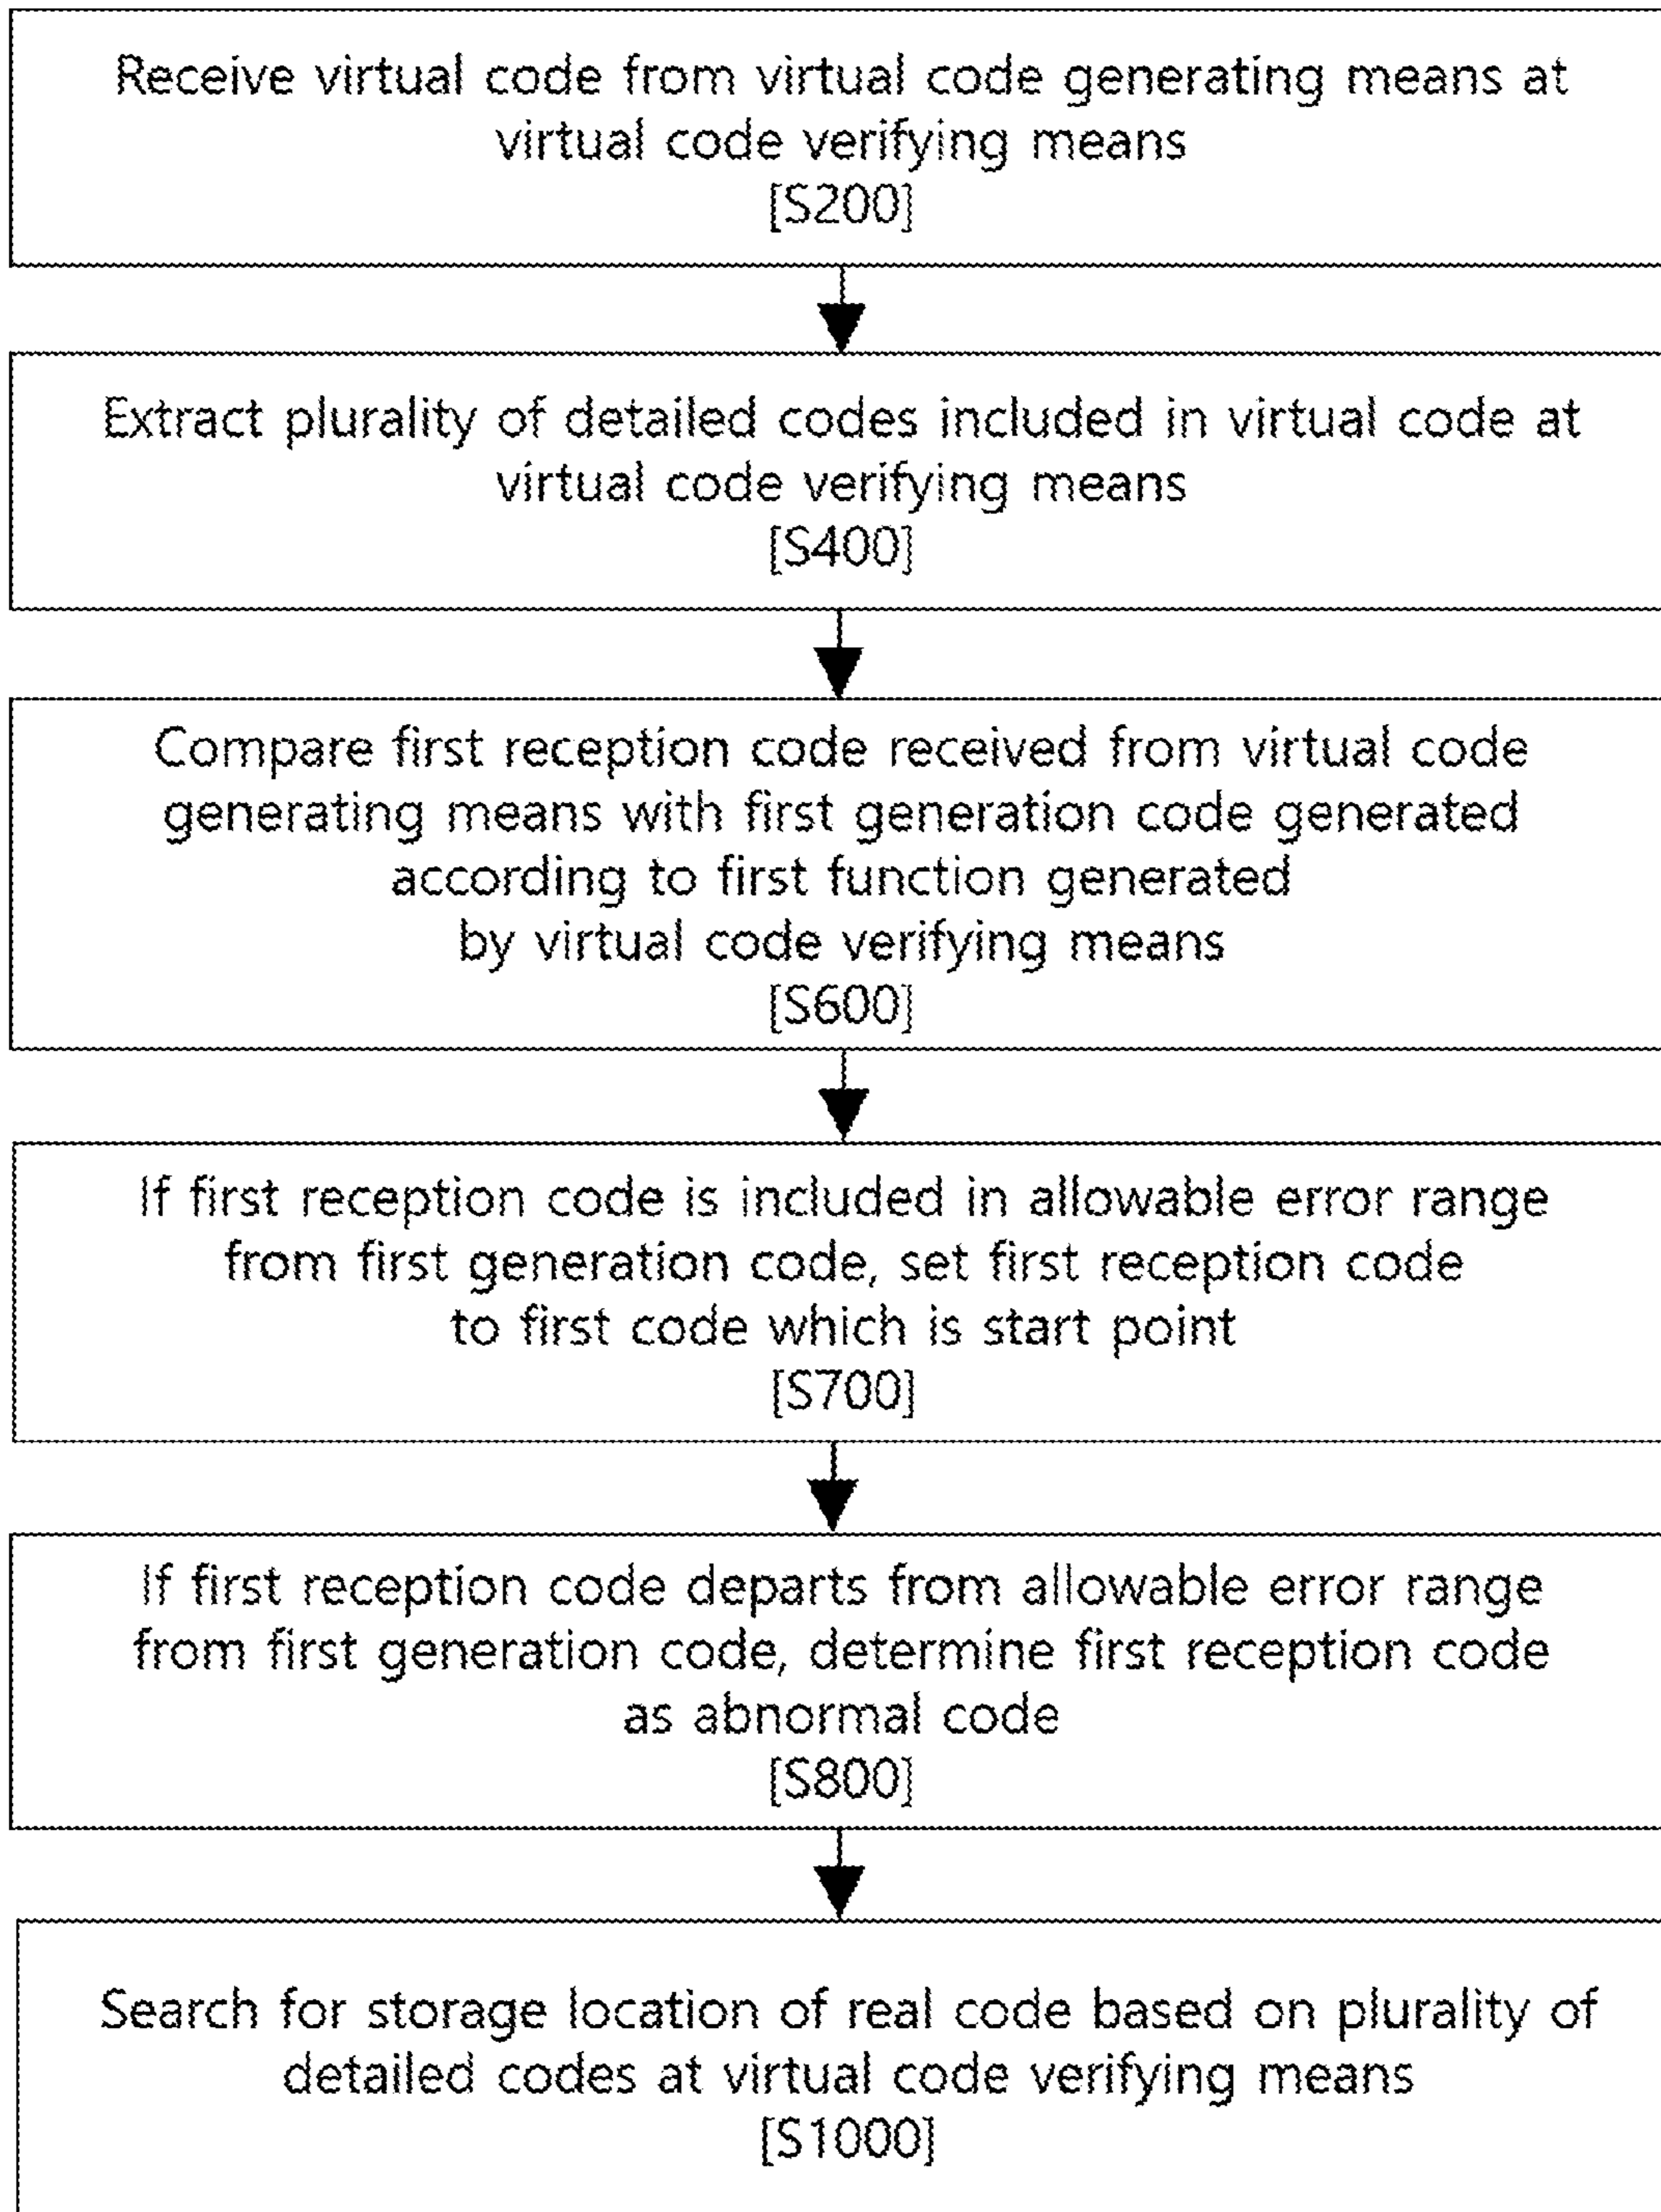 Receive virtual code from virtual code generating means at
virtual code verifying means
[S200]
Extract plurality of detailed codes included in virtual code at
virtual code verifying means
[S400]
Compare first reception code received from virtual code
generating means with first generation code generated
according to first function generated
by virtual code verifying means
[S600]
If first reception code is included in allowable error range
from first generation code, set first reception code
to first code which is start point
[S700]
If first reception code departs from allowable error range
from first generation code, determine first reception code
as abnormal code
[S800]
Search for storage location of real code based on plurality of
detailed codes at virtual code verifying means
[S1000]